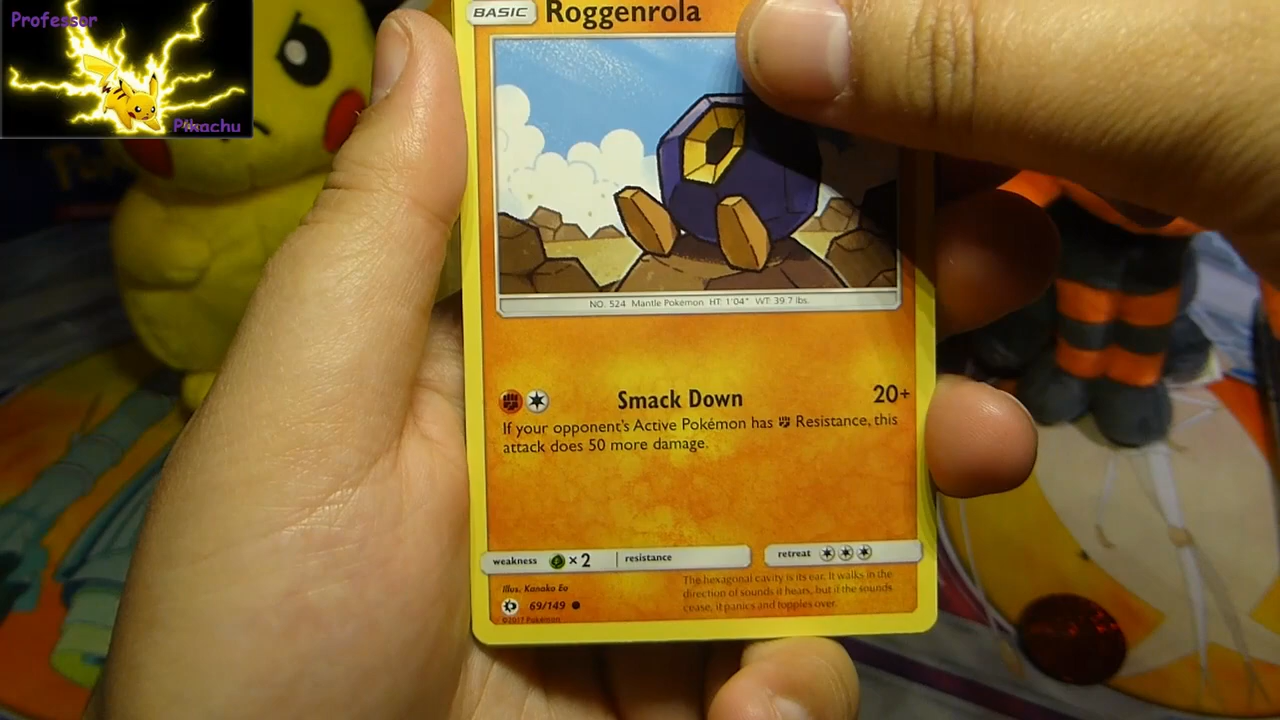 Professor
Pikachu
BASIC Roggenrola
NO. 524 Mantle Pokémon HT: 1'04" WT: 39.7 lbs.
Smack Down 20+
If your opponent's Active Pokémon has Resistance, this
attack does 50 more damage.
weakness ×2 resistance retreat
Illus. Kanako Eo
69/149
©2017 Pokémon
The hexagonal cavity is its ear. It walks in the
direction of sounds it hears, but if the sounds
cease, it panics and topples over.